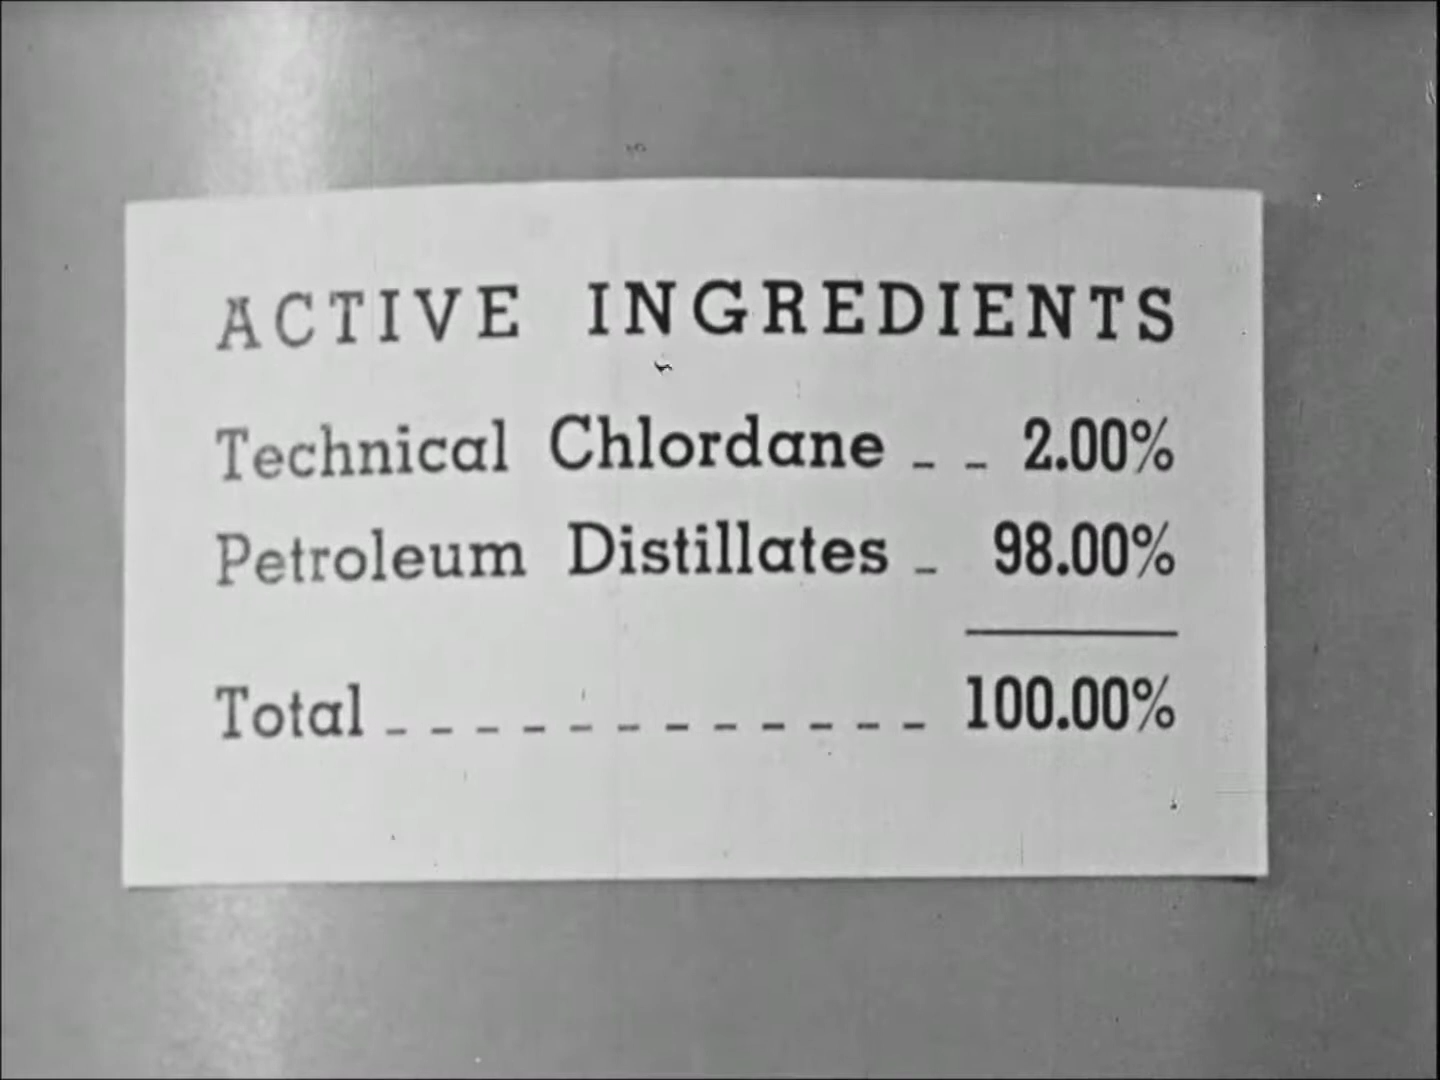 ACTIVE INGREDIENTS
Technical Chlordane _ _ 2.00%
Petroleum Distillates _ 98.00%
Total _ _ _ _ _ _ _ _ _ _ _ _ 100.00%